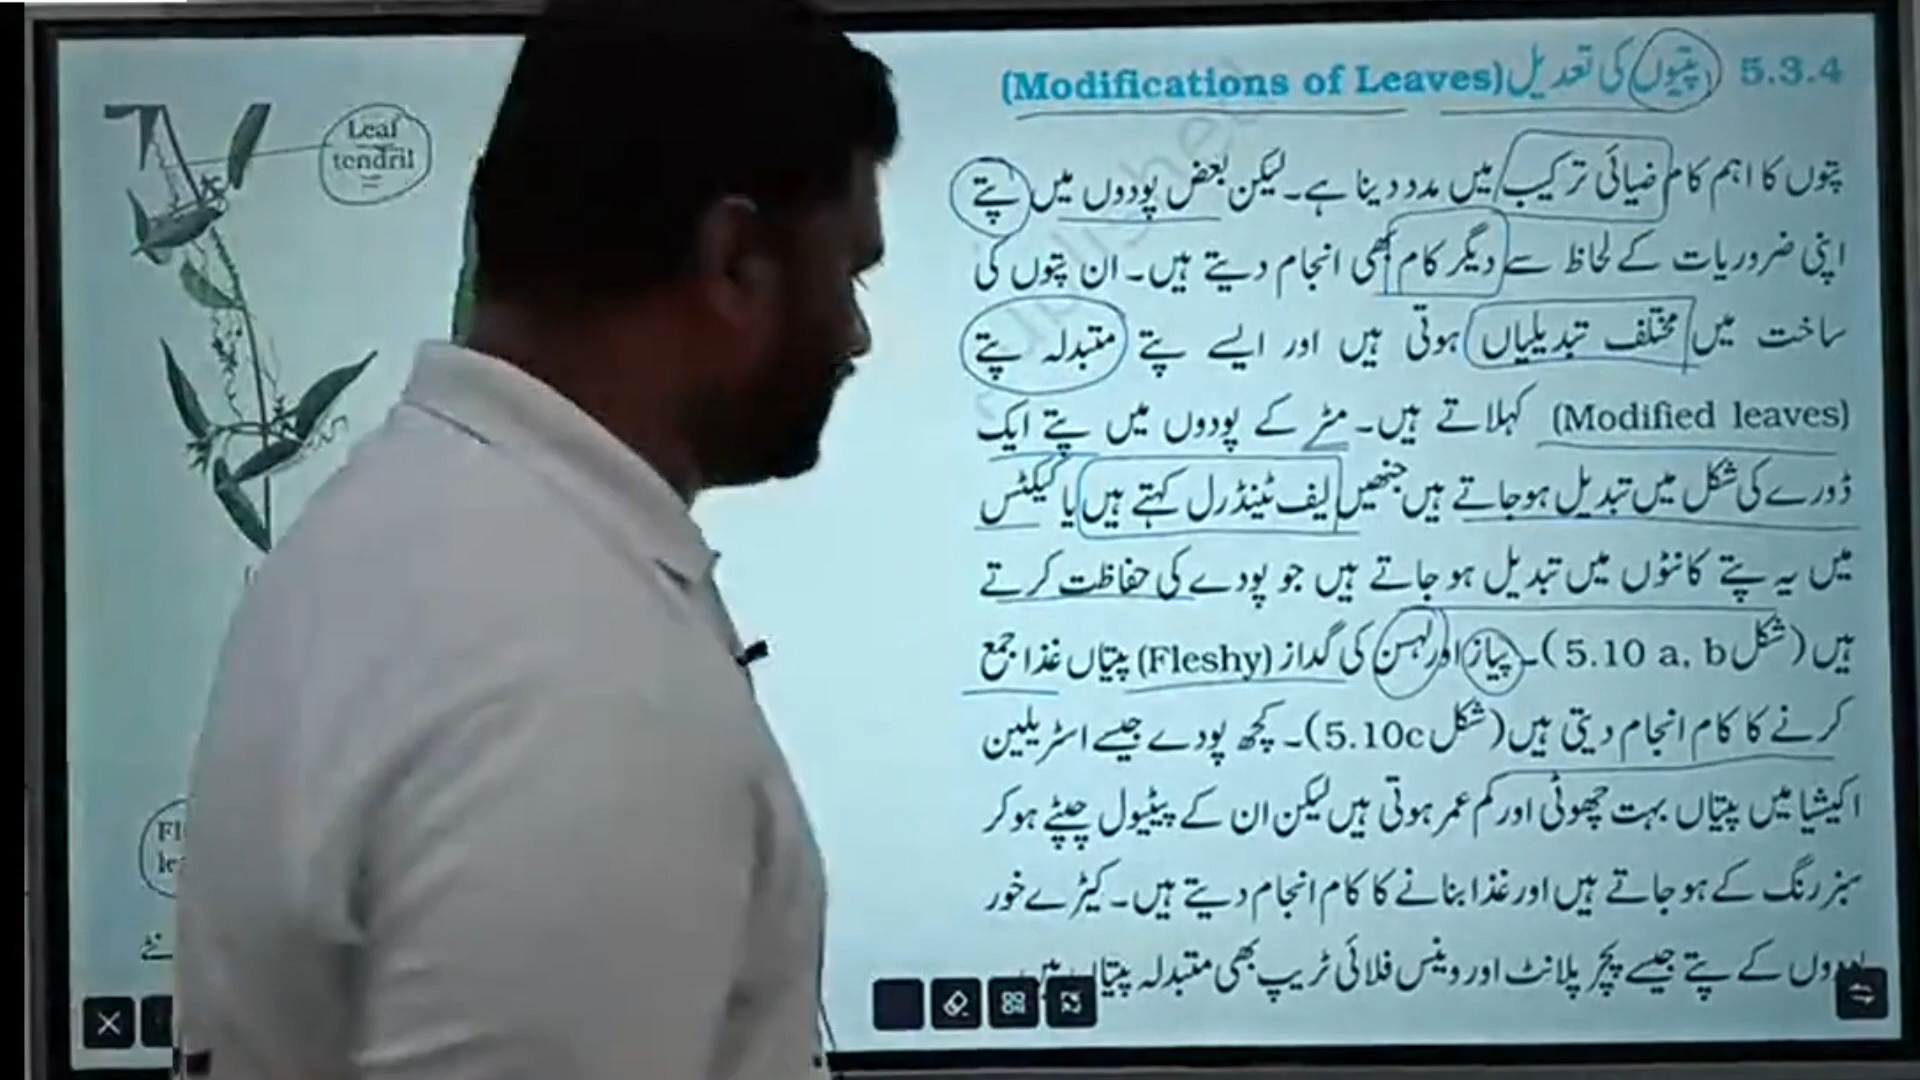 5.3.4 پتیوں کی تعدیل (Modifications of Leaves)
پتوں کا اہم کام ضیائی ترکیب میں مدد دینا ہے۔ لیکن بعض پودوں میں پتے
اپنی ضروریات کے لحاظ سے دیگر کام بھی انجام دیتے ہیں۔ ان پتوں کی
ساخت میں مختلف تبدیلیاں ہوتی ہیں اور ایسے پتے متبدلہ پتے
(Modified leaves) کہلاتے ہیں۔ مٹر کے پودوں میں پتے ایک
ڈورے کی شکل میں تبدیل ہو جاتے ہیں جنھیں لیف ٹینڈرل کہتے ہیں یا کیکٹس
میں یہ پتے کانٹوں میں تبدیل ہو جاتے ہیں جو پودے کی حفاظت کرتے
ہیں (شکل 5.10 a, b)۔ پیاز اور لہسن کی گداز (Fleshy) پتیاں غذا جمع
کرنے کا کام انجام دیتی ہیں (شکل 5.10c)۔ کچھ پودے جیسے اسٹریلین
اکیشیا میں پتیاں بہت چھوٹی اور کم عمر ہوتی ہیں لیکن ان کے پیٹیول چپٹے ہو کر
سبز رنگ کے ہو جاتے ہیں اور غذا بنانے کا کام انجام دیتے ہیں۔ کیڑے خور
کے پتے جیسے پچر پلانٹ اور وینس فلائی ٹریپ بھی متبدلہ پتیاں ہیں
Leaf
tendril